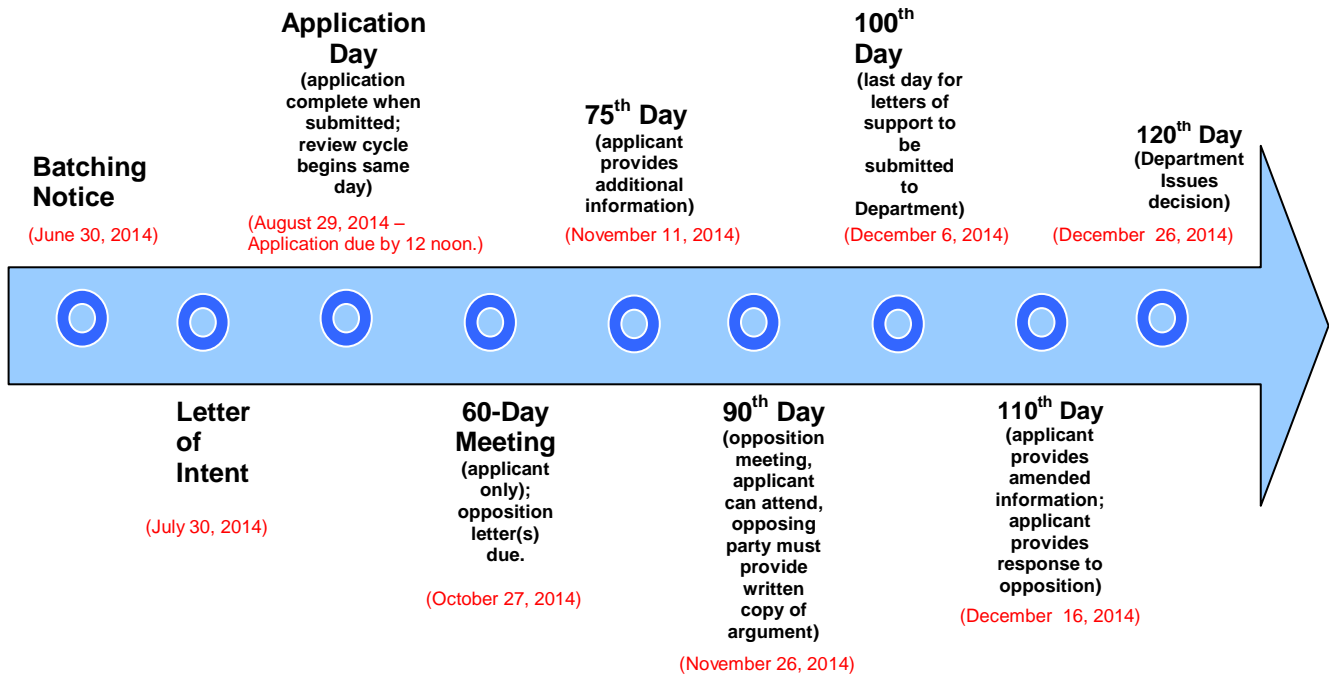 Batching
Notice
(June 30, 2014)
Letter
of
Intent
(July 30, 2014)
Application
Day
(application
complete when
submitted;
review cycle
begins same
day)
(August 29, 2014 –
Application due by 12 noon.)
60-Day
Meeting
(applicant
only);
opposition
letter(s)
due.
(October 27, 2014)
75th Day
(applicant
provides
additional
information)
(November 11, 2014)
90th Day
(opposition
meeting,
applicant
can attend,
opposing
party must
provide
written
copy of
argument)
(November 26, 2014)
100th
Day
(last day for
letters of
support to
be
submitted
to
Department)
(December 6, 2014)
110th Day
(applicant
provides
amended
information;
applicant
provides
response to
opposition)
(December 16, 2014)
120th Day
(Department
Issues
decision)
(December 26, 2014)